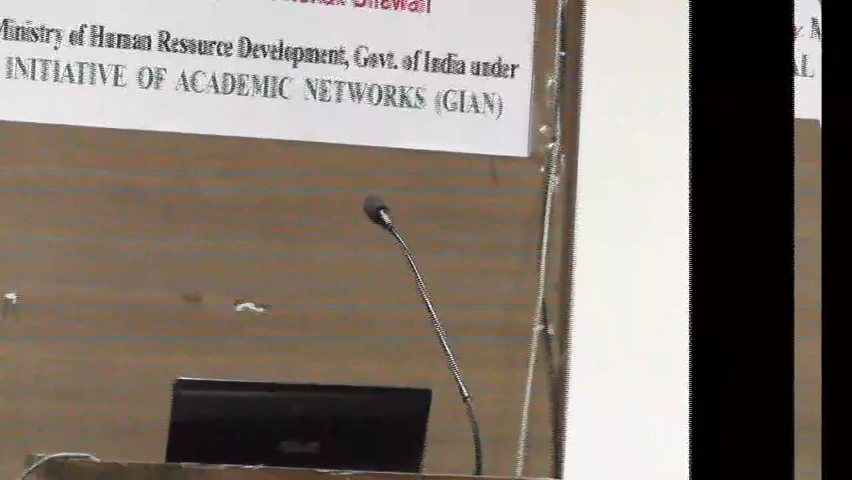 Ministry of Human Resource Development, Govt. of India under
INITIATIVE OF ACADEMIC NETWORKS (GIAN)